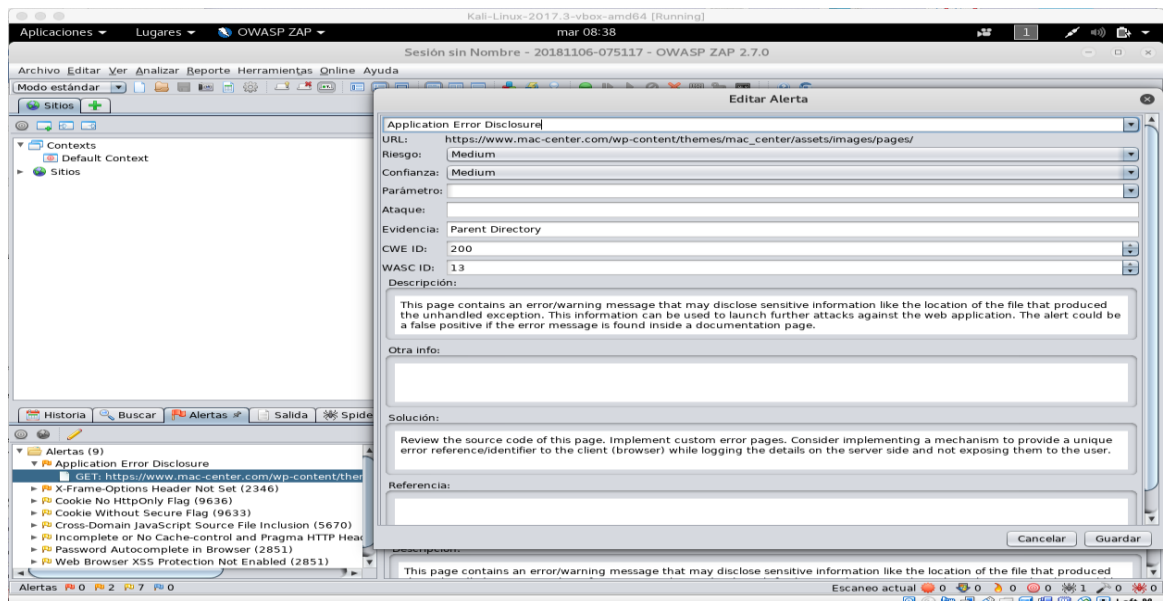 Kali-Linux-2017.3-vbox-amd64 [Running]
Aplicaciones Lugares OWASP ZAP mar 08:38 1
Sesión sin Nombre - 20181106-075117 - OWASP ZAP 2.7.0
Archivo Editar Ver Analizar Reporte Herramientas Online Ayuda
Modo estándar
Sitios
Contexts
Default Context
Sitios
Editar Alerta
Application Error Disclosure
URL: https://www.mac-center.com/wp-content/themes/mac_center/assets/images/pages/
Riesgo: Medium
Confianza: Medium
Parámetro:
Ataque:
Evidencia: Parent Directory
CWE ID: 200
WASC ID: 13
Descripción:
This page contains an error/warning message that may disclose sensitive information like the location of the file that produced
the unhandled exception. This information can be used to launch further attacks against the web application. The alert could be
a false positive if the error message is found inside a documentation page.
Otra info:
Solución:
Review the source code of this page. Implement custom error pages. Consider implementing a mechanism to provide a unique
error reference/identifier to the client (browser) while logging the details on the server side and not exposing them to the user.
Referencia:
Cancelar Guardar
Historia Buscar Alertas Salida Spide
Alertas (9)
Application Error Disclosure
GET: https://www.mac-center.com/wp-content/ther
X-Frame-Options Header Not Set (2346)
Cookie No HttpOnly Flag (9636)
Cookie Without Secure Flag (9633)
Cross-Domain JavaScript Source File Inclusion (5670)
Incomplete or No Cache-control and Pragma HTTP Head
Password Autocomplete in Browser (2851)
Web Browser XSS Protection Not Enabled (2851)
Descripción:
This page contains an error/warning message that may disclose sensitive information like the location of the file that produced
Alertas 0 2 7 0 Escaneo actual 0 0 0 0 1 0 0